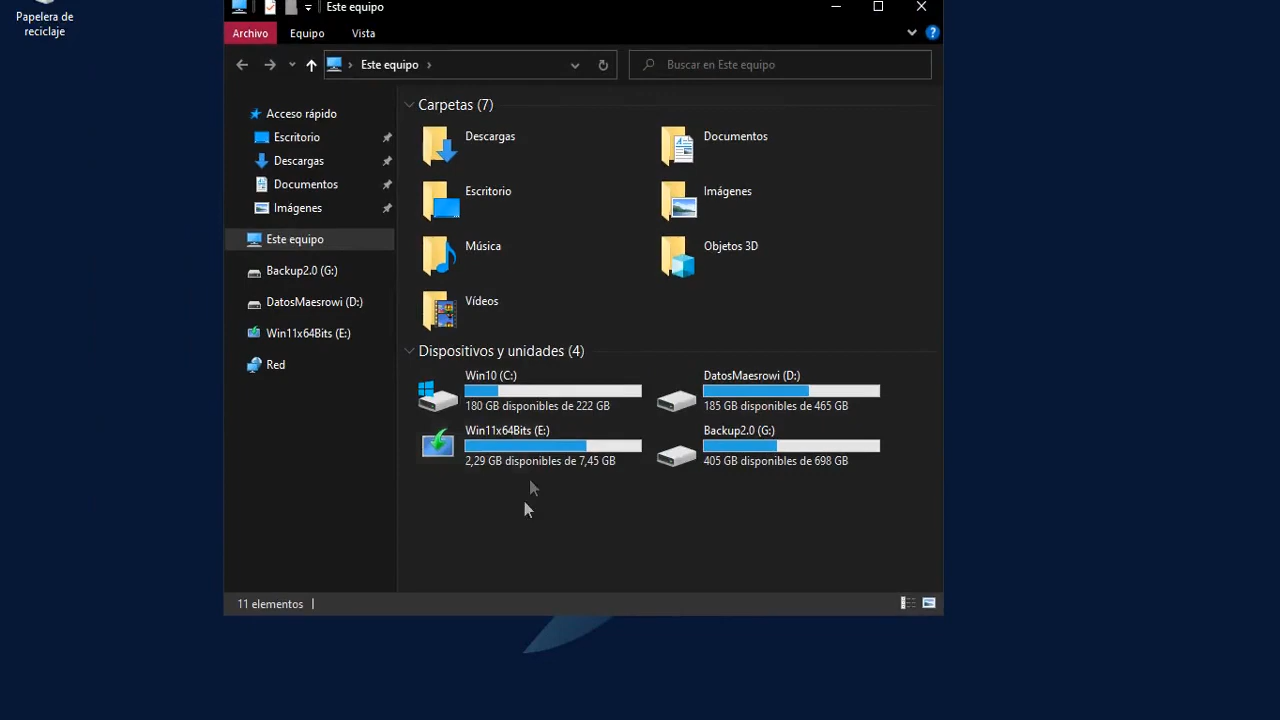 Papelera de
reciclaje
Este equipo
Archivo Equipo Vista
Este equipo
Buscar en Este equipo
Acceso rápido
Escritorio
Descargas
Documentos
Imágenes
Este equipo
Backup2.0 (G:)
DatosMaesrowi (D:)
Win11x64Bits (E:)
Red
Carpetas (7)
Descargas
Documentos
Escritorio
Imágenes
Música
Objetos 3D
Vídeos
Dispositivos y unidades (4)
Win10 (C:)
180 GB disponibles de 222 GB
DatosMaesrowi (D:)
185 GB disponibles de 465 GB
Win11x64Bits (E:)
2,29 GB disponibles de 7,45 GB
Backup2.0 (G:)
405 GB disponibles de 698 GB
11 elementos